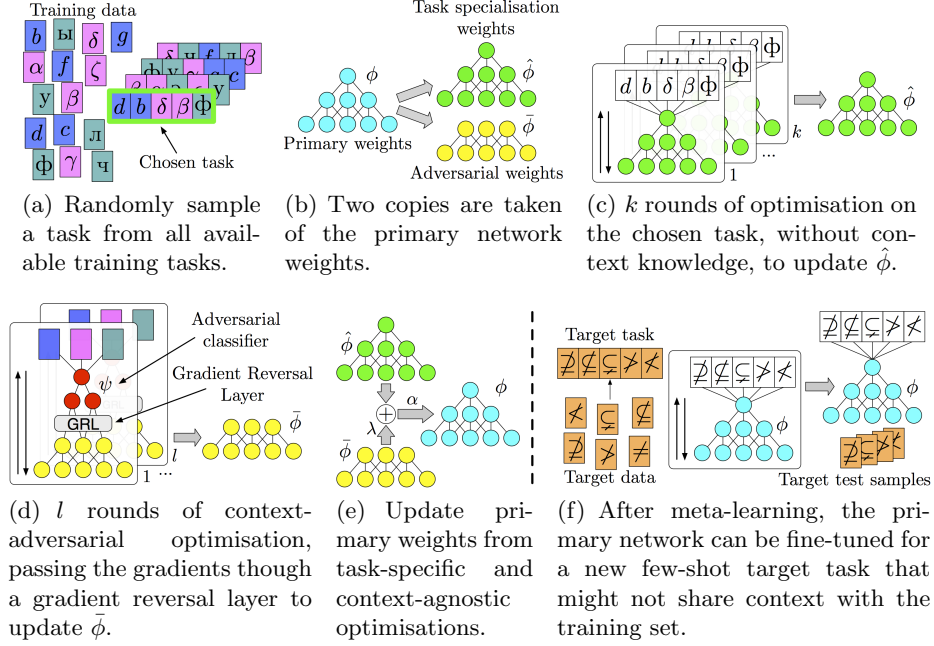 Training data
b ы δ g
α f ζ
у β
d c л
ф γ ч
δ ч f л β
ф у γ c c
d b δ β ф
Chosen task
(a) Randomly sample
a task from all avail-
able training tasks.
Task specialisation
weights
ϕ
ϕ̂
ϕ̄
Primary weights
Adversarial weights
(b) Two copies are taken
of the primary network
weights.
d b δ β ф
k
...
1
ϕ̂
(c) k rounds of optimisation on
the chosen task, without con-
text knowledge, to update ϕ̂.
Adversarial
classifier
ψ
Gradient Reversal
Layer
GRL
ϕ̄
l
1 ...
(d) l rounds of context-
adversarial optimisation,
passing the gradients though
a gradient reversal layer to
update ϕ̄.
ϕ̂
ϕ
α
+
λ
ϕ̄
(e) Update primary
primary weights from
task-specific and
context-agnostic
optimisations.
Target task
⊉ ⊈ ⊊ ≯ ≮
⊉ ⊈ ⊊ ≯ ≮
⊉ ⊈ ⊊ ≯ ≮
≮ ⊊ ⊈
⊉ ≯ ≠
Target data
ϕ
ϕ
Target test samples
(f) After meta-learning, the pri-
mary network can be fine-tuned for
a new few-shot target task that
might not share context with the
training set.